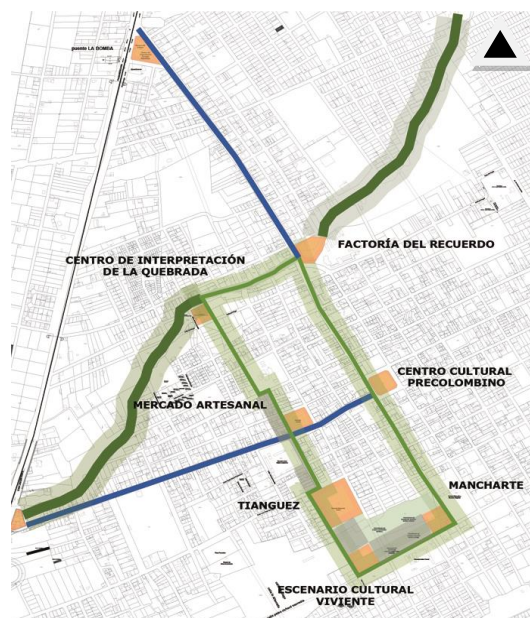 puente LA DOMDA
FACTORÍA DEL RECUERDO
CENTRO DE INTERPRETACIÓN
DE LA QUEBRADA
CENTRO CULTURAL
PRECOLOMBINO
MERCADO ARTESANAL
MANCHARTE
TIANGUEZ
ESCENARIO CULTURAL
VIVIENTE